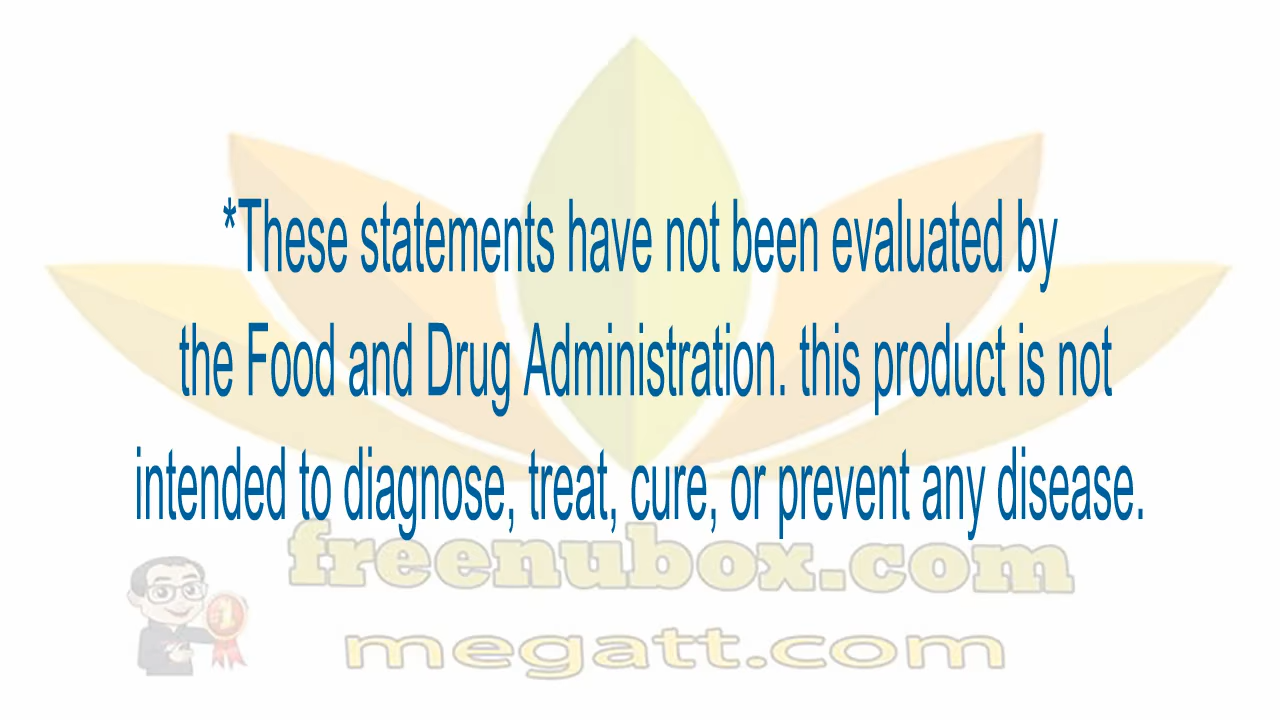 *These statements have not been evaluated by
the Food and Drug Administration. this product is not
intended to diagnose, treat, cure, or prevent any disease.
freenubox.com
1
megatt.com